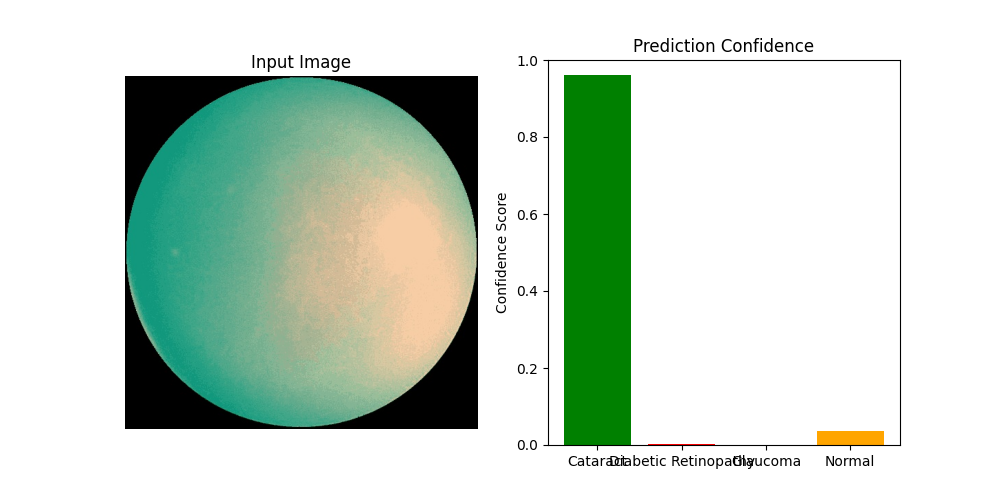 Input Image
Prediction Confidence
Confidence Score
1.0
0.8
0.6
0.4
0.2
0.0
Cataract Diabetic Retinopathy Glaucoma Normal